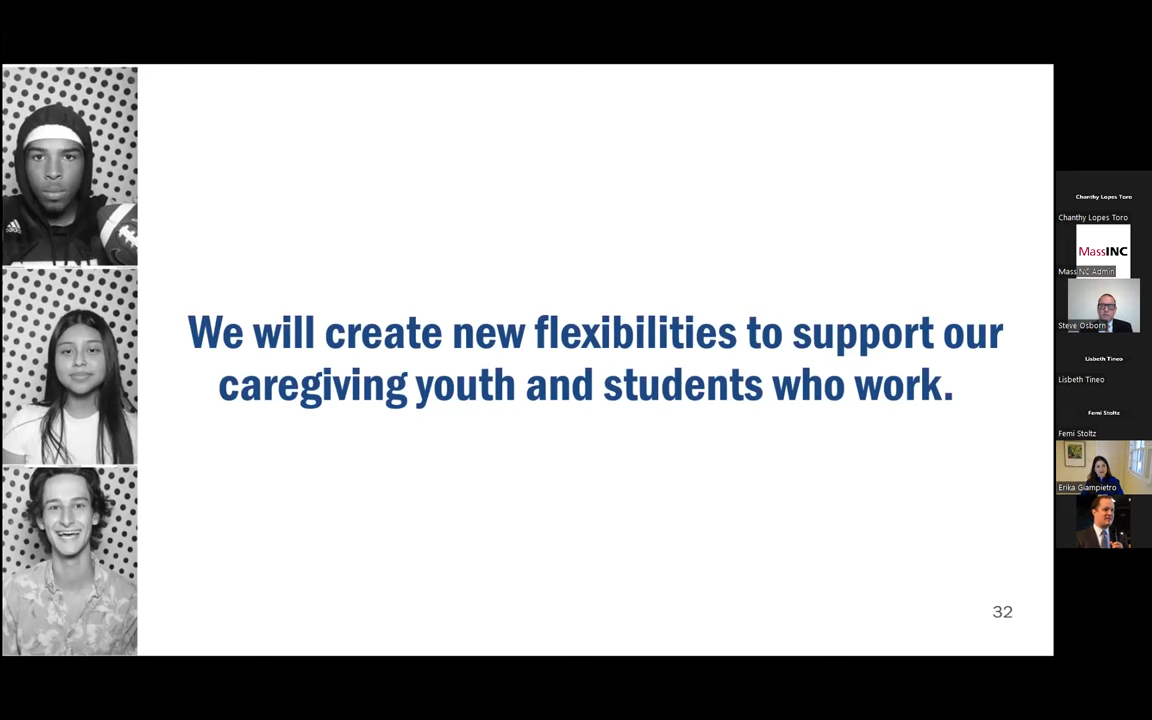 We will create new flexibilities to support our
caregiving youth and students who work.
32
Chanthy Lopes Toro
Chanthy Lopes Toro
MassINC
MassINC Admin
Steve Osborn
Lisbeth Tineo
Lisbeth Tineo
Femi Stoltz
Femi Stoltz
Erika Giampietro